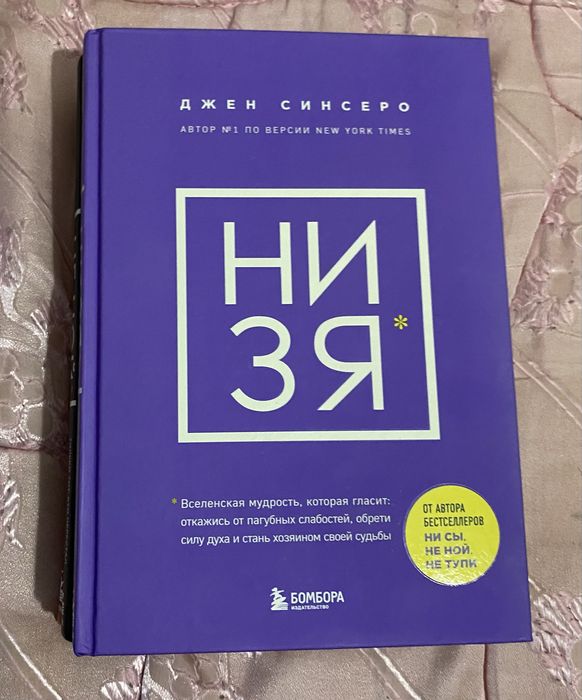 ДЖЕН СИНСЕРО
АВТОР №1 ПО ВЕРСИИ NEW YORK TIMES
НИ
ЗЯ*
* Вселенская мудрость, которая гласит:
откажись от пагубных слабостей, обрети
силу духа и стань хозяином своей судьбы
ОТ АВТОРА
БЕСТСЕЛЛЕРОВ
НИ СЫ,
НЕ НОЙ,
НЕ ТУПИ
БОМБОРА
ИЗДАТЕЛЬСТВО